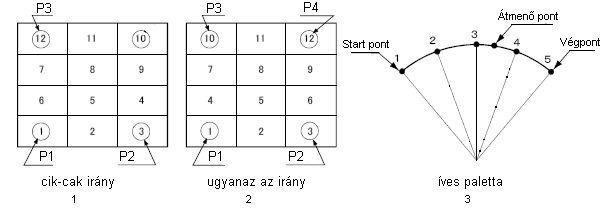 P3
12 11 10
7 8 9
6 5 4
1 2 3
P1 P2
cik-cak irány
1
P3 P4
10 11 12
7 8 9
4 5 6
1 2 3
P1 P2
ugyanaz az irány
2
Átmenő pont
Start pont
Végpont
1 2 3 4 5
íves paletta
3